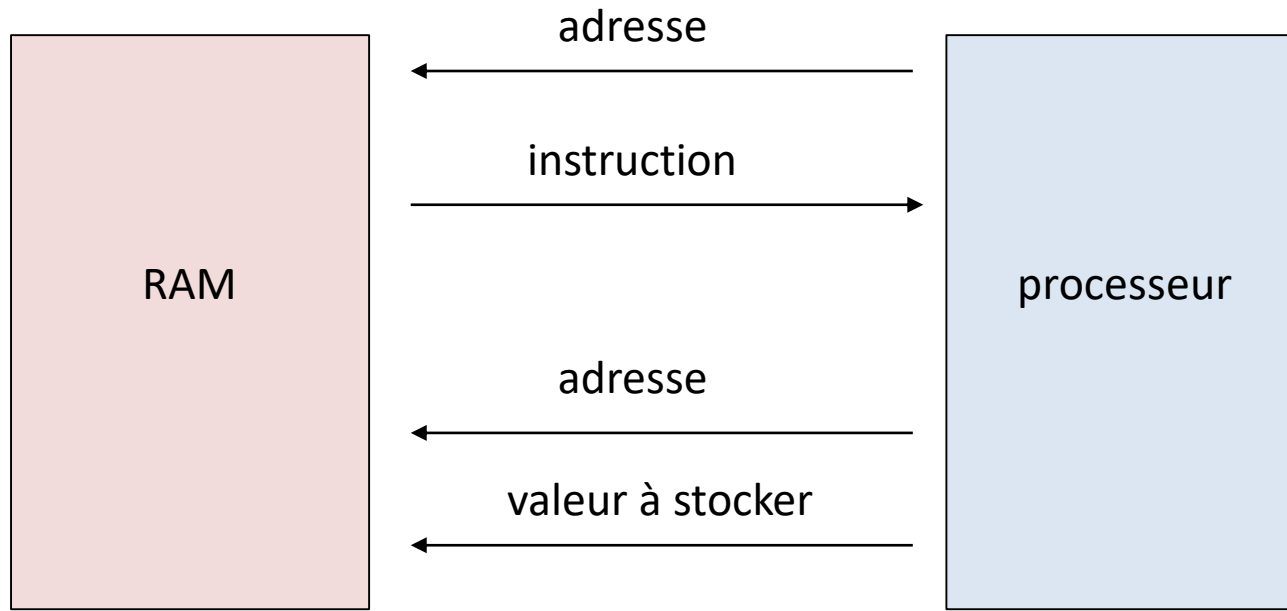 adresse
instruction
RAM
processeur
adresse
valeur à stocker